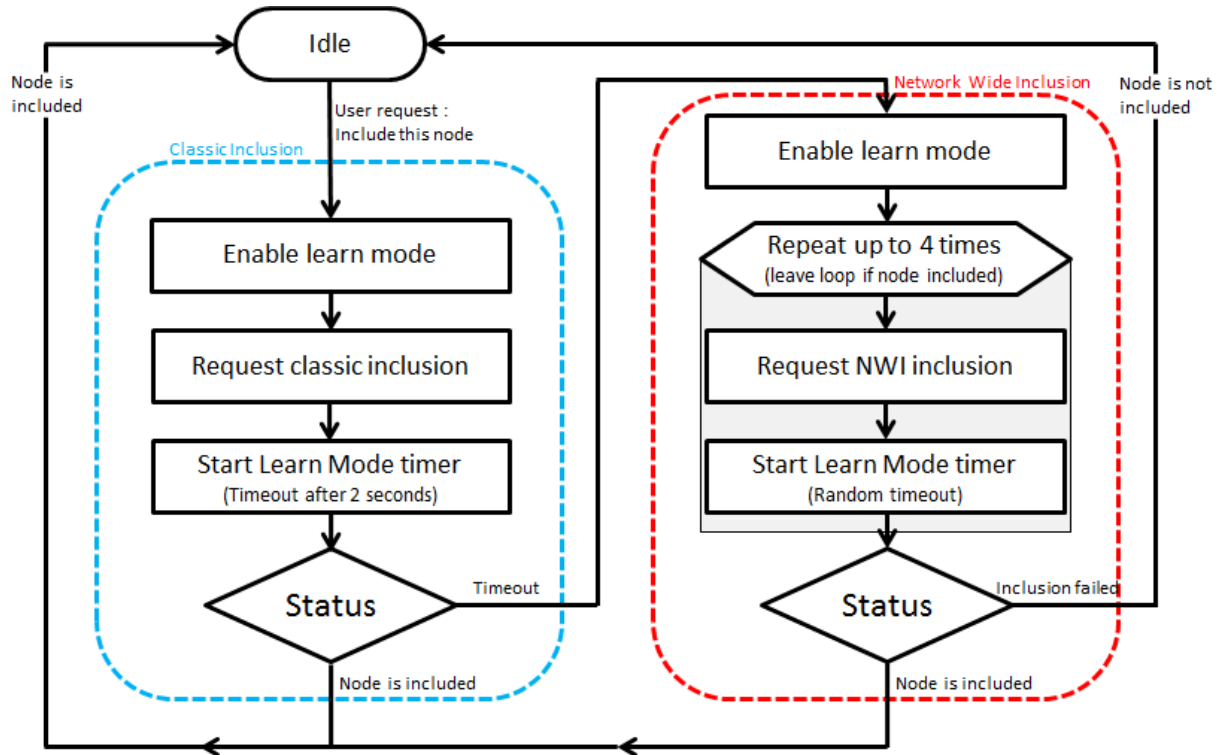 Idle
Node is
included
User request :
Include this node
Classic Inclusion
Enable learn mode
Request classic inclusion
Start Learn Mode timer
(Timeout after 2 seconds)
Status
Timeout
Node is included
Network Wide Inclusion
Node is not
included
Enable learn mode
Repeat up to 4 times
(leave loop if node included)
Request NWI inclusion
Start Learn Mode timer
(Random timeout)
Status
Inclusion failed
Node is included